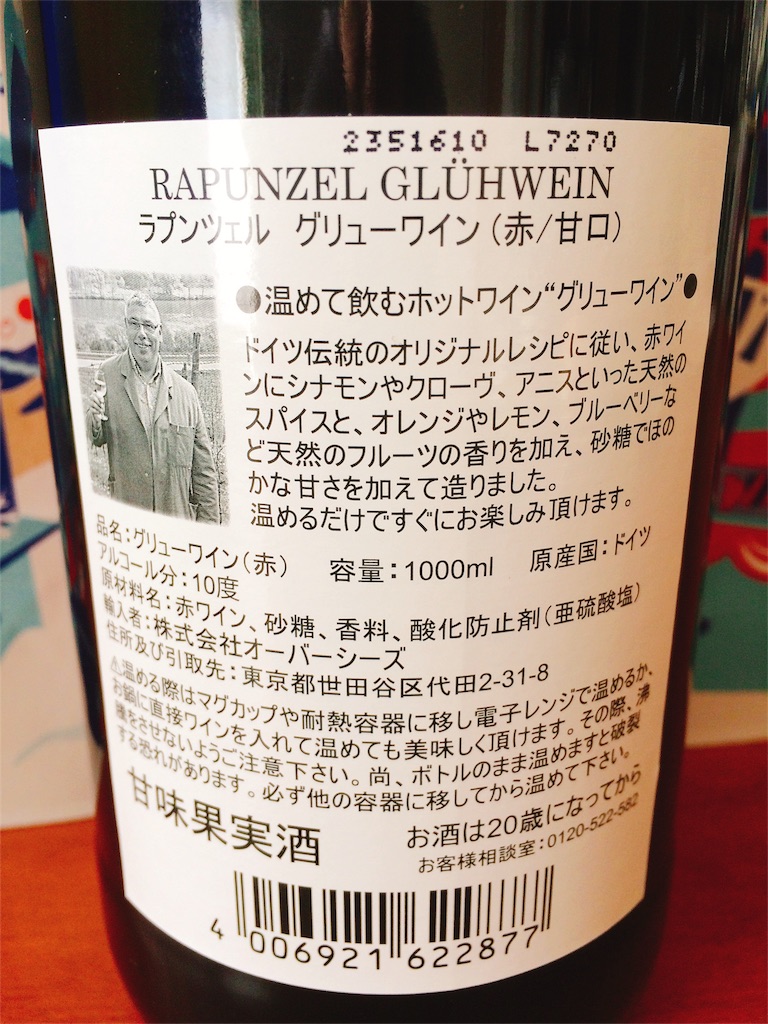 2351610 L7270
RAPUNZEL GLÜHWEIN
ラプンツェル グリューワイン(赤/甘口)
●温めて飲むホットワイン“グリューワイン”●
ドイツ伝統のオリジナルレシピに従い、赤ワイ
ンにシナモンやクローヴ、アニスといった天然の
スパイスと、オレンジやレモン、ブルーベリーな
ど天然のフルーツの香りを加え、砂糖でほの
かな甘さを加えて造りました。
温めるだけですぐにお楽しみ頂けます。
品名:グリューワイン(赤) 容量:1000ml 原産国:ドイツ
アルコール分:10度
原材料名:赤ワイン、砂糖、香料、酸化防止剤(亜硫酸塩)
輸入者:株式会社オーバーシーズ
住所及び引取先:東京都世田谷区代田2-31-8
⚠温める際はマグカップや耐熱容器に移し電子レンジで温めるか、
お鍋に直接ワインを入れて温めても美味しく頂けます。その際、沸
騰をさせないようご注意下さい。尚、ボトルのまま温めますと破裂
する恐れがあります。必ず他の容器に移してから温めて下さい。
甘味果実酒
お酒は20歳になってから
お客様相談室:0120-522-582
4 006921 622877